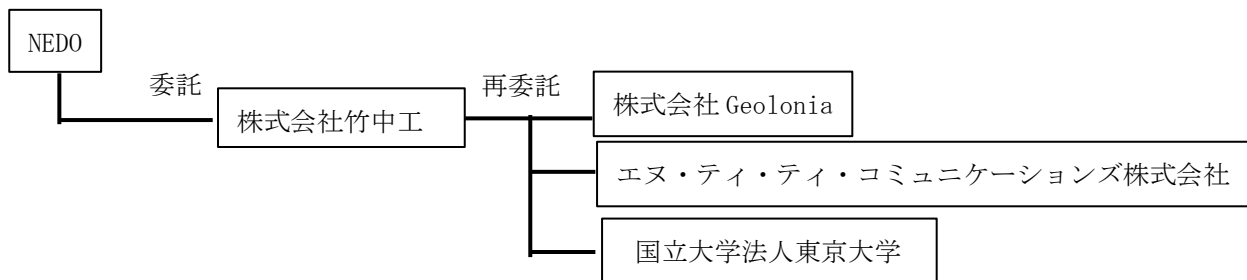 NEDO
委託
株式会社竹中工
再委託
株式会社 Geolonia
エヌ・ティ・ティ・コミュニケーションズ株式会社
国立大学法人東京大学